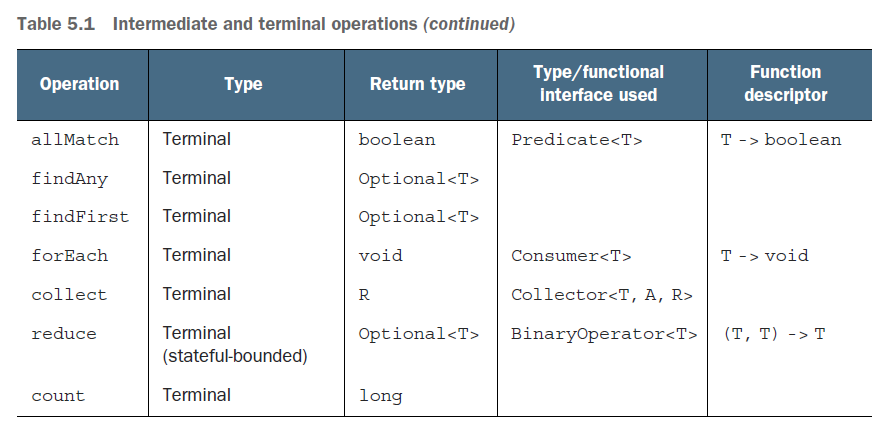 Table 5.1 Intermediate and terminal operations (continued)
Operation Type Return type Type/functional interface used Function descriptor
allMatch Terminal boolean Predicate<T> T -> boolean
findAny Terminal Optional<T>
findFirst Terminal Optional<T>
forEach Terminal void Consumer<T> T -> void
collect Terminal R Collector<T, A, R>
reduce Terminal (stateful-bounded) Optional<T> BinaryOperator<T> (T, T) -> T
count Terminal long